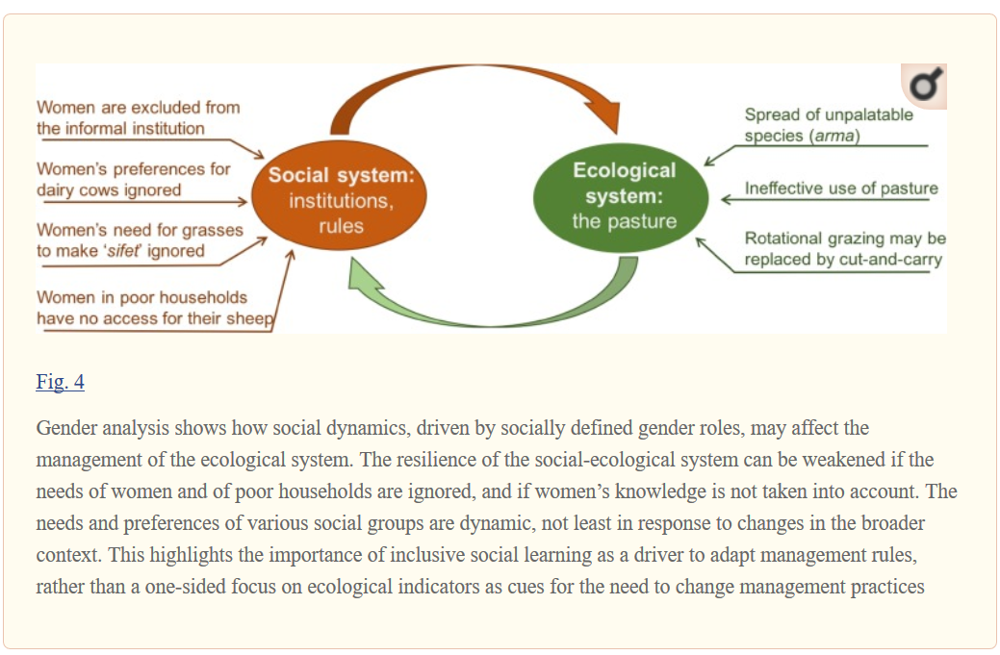 Women are excluded from
the informal institution
Women's preferences for
dairy cows ignored
Women's need for grasses
to make 'sifet' ignored
Women in poor households
have no access for their sheep
Social system:
institutions,
rules
Ecological
system:
the pasture
Spread of unpalatable
species (arma)
Ineffective use of pasture
Rotational grazing may be
replaced by cut-and-carry
Fig. 4
Gender analysis shows how social dynamics, driven by socially defined gender roles, may affect the
management of the ecological system. The resilience of the social-ecological system can be weakened if the
needs of women and of poor households are ignored, and if women’s knowledge is not taken into account. The
needs and preferences of various social groups are dynamic, not least in response to changes in the broader
context. This highlights the importance of inclusive social learning as a driver to adapt management rules,
rather than a one-sided focus on ecological indicators as cues for the need to change management practices